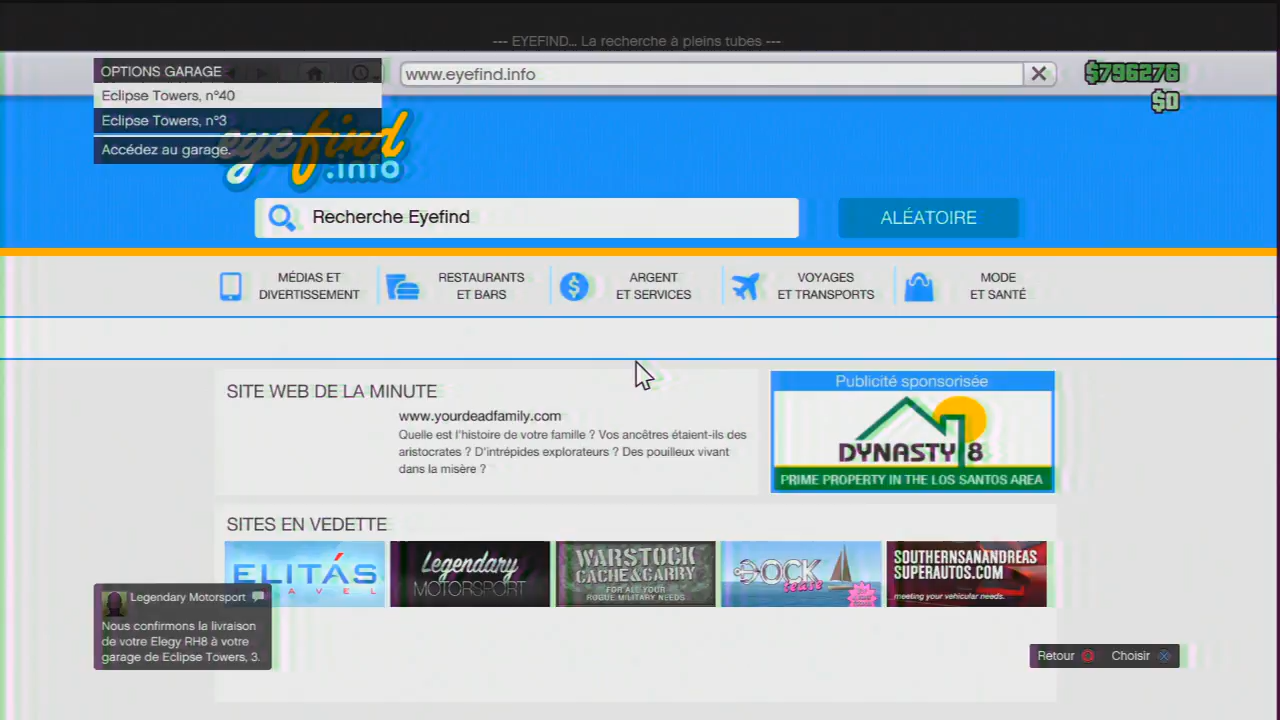 --- EYEFIND... La recherche à pleins tubes ---
OPTIONS GARAGE
Eclipse Towers, n°40
Eclipse Towers, n°3
Accédez au garage.
www.eyefind.info
$796276
$0
eyefind
.info
Recherche Eyefind
ALÉATOIRE
MÉDIAS ET
DIVERTISSEMENT
RESTAURANTS
ET BARS
ARGENT
ET SERVICES
VOYAGES
ET TRANSPORTS
MODE
ET SANTÉ
SITE WEB DE LA MINUTE
www.yourdeadfamily.com
Quelle est l'histoire de votre famille ? Vos ancêtres étaient-ils des
aristocrates ? D'intrépides explorateurs ? Des pouilleux vivant
dans la misère ?
Publicité sponsorisée
DYNASTY 8
PRIME PROPERTY IN THE LOS SANTOS AREA
SITES EN VEDETTE
ELITÁS
Legendary
MOTORSPORT
WARSTOCK
CACHE & CARRY
FOR ALL YOUR
ROGUE MILITARY NEEDS
DOCK
tease
SOUTHERNSANANDREAS
SUPERAUTOS.COM
meeting your vehicular needs.
Legendary Motorsport
Nous confirmons la livraison
de votre Elegy RH8 à votre
garage de Eclipse Towers, 3.
Retour
Choisir